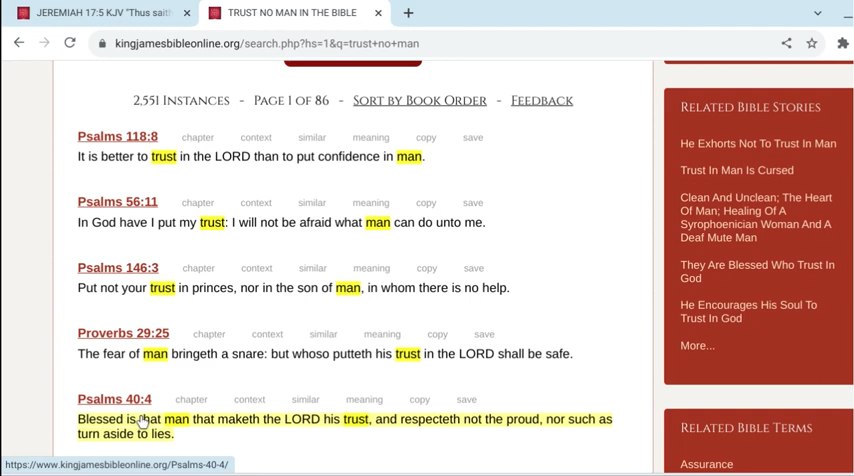 JEREMIAH 17:5 KJV "Thus saith
TRUST NO MAN IN THE BIBLE
kingjamesbibleonline.org/search.php?hs=1&q=trust+no+man
2,551 INSTANCES - PAGE 1 OF 86 - SORT BY BOOK ORDER - FEEDBACK
Psalms 118:8 chapter context similar meaning copy save
It is better to trust in the LORD than to put confidence in man.
Psalms 56:11 chapter context similar meaning copy save
In God have I put my trust: I will not be afraid what man can do unto me.
Psalms 146:3 chapter context similar meaning copy save
Put not your trust in princes, nor in the son of man, in whom there is no help.
Proverbs 29:25 chapter context similar meaning copy save
The fear of man bringeth a snare: but whoso putteth his trust in the LORD shall be safe.
Psalms 40:4 chapter context similar meaning copy save
Blessed is that man that maketh the LORD his trust, and respecteth not the proud, nor such as
turn aside to lies.
https://www.kingjamesbibleonline.org/Psalms-40-4/
RELATED BIBLE STORIES
He Exhorts Not To Trust In Man
Trust In Man Is Cursed
Clean And Unclean; The Heart
Of Man; Healing Of A
Syrophoenician Woman And A
Deaf Mute Man
They Are Blessed Who Trust In
God
He Encourages His Soul To
Trust In God
More...
RELATED BIBLE TERMS
Assurance